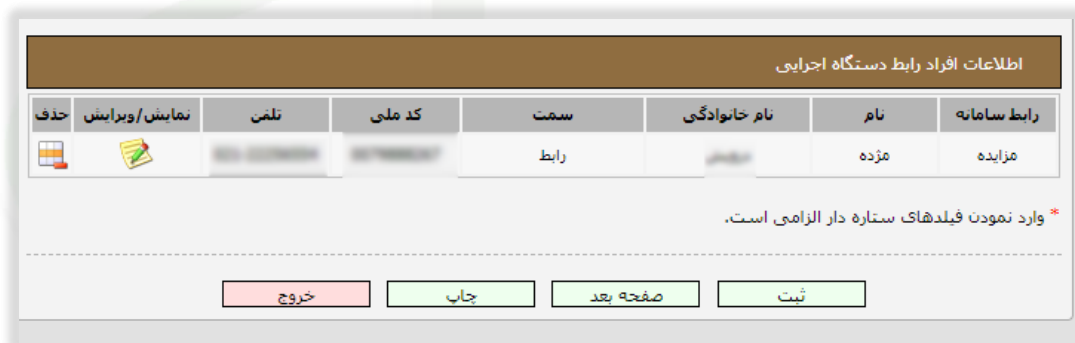 اطلاعات افراد رابط دستگاه اجرایی
رابط سامانه نام نام خانوادگی سمت کد ملی تلفن نمایش/ویرایش حذف
مزایده مژده رابط
* وارد نمودن فیلدهای ستاره دار الزامی است.
ثبت صفحه بعد چاپ خروج